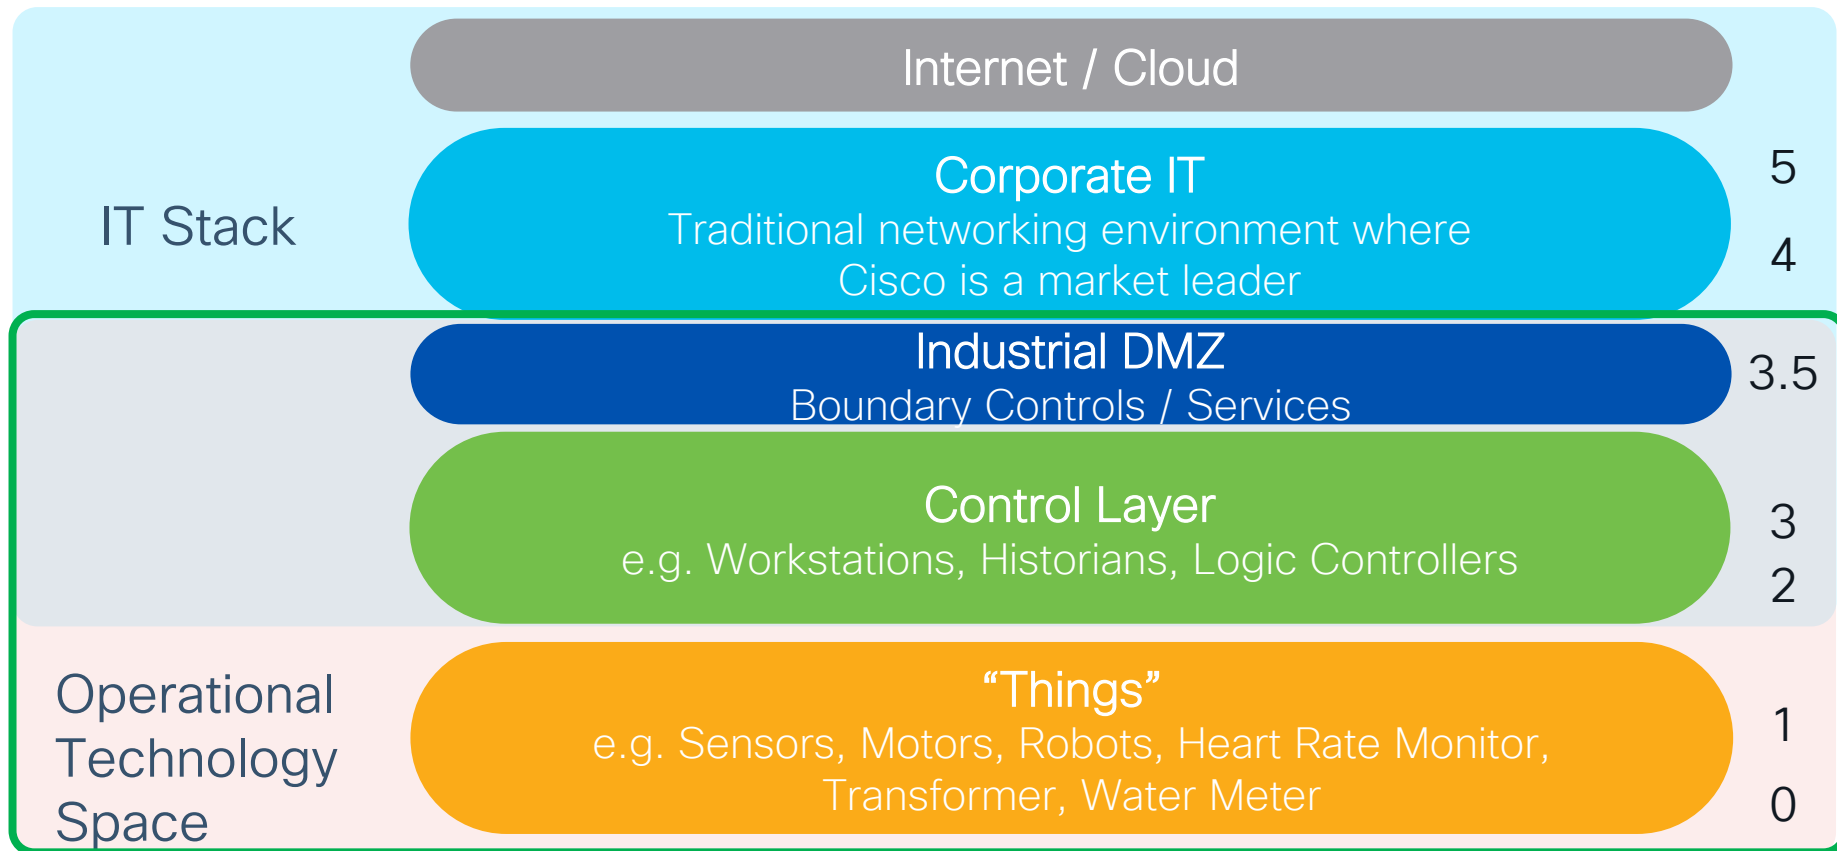 Internet / Cloud
IT Stack
Corporate IT
Traditional networking environment where
Cisco is a market leader
5
4
Industrial DMZ
Boundary Controls / Services
3.5
Control Layer
e.g. Workstations, Historians, Logic Controllers
3
2
Operational
Technology
Space
“Things”
e.g. Sensors, Motors, Robots, Heart Rate Monitor,
Transformer, Water Meter
1
0